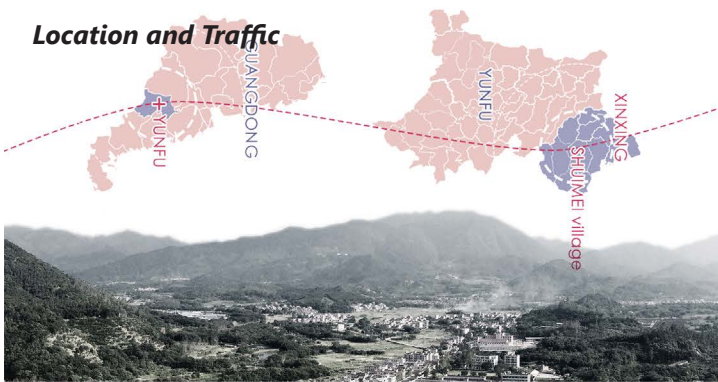 Location and Traffic
GUANGDONG
YUNFU
YUNFU
XINXING
SHUIMEI village